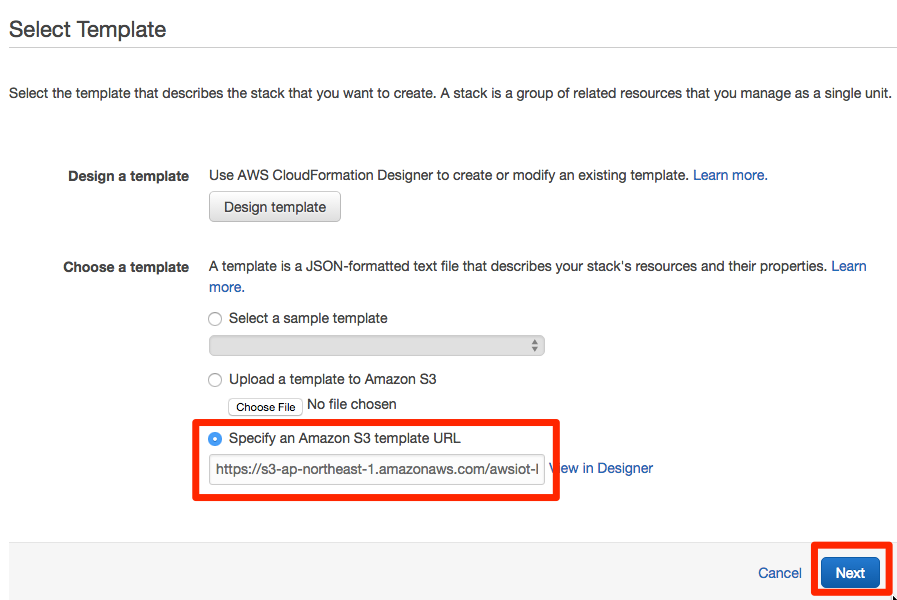 Select Template
Select the template that describes the stack that you want to create. A stack is a group of related resources that you manage as a single unit.
Design a template
Use AWS CloudFormation Designer to create or modify an existing template. Learn more.
Design template
Choose a template
A template is a JSON-formatted text file that describes your stack's resources and their properties. Learn
more.
Select a sample template
Upload a template to Amazon S3
Choose File No file chosen
Specify an Amazon S3 template URL
https://s3-ap-northeast-1.amazonaws.com/awsiot-l View in Designer
Cancel Next